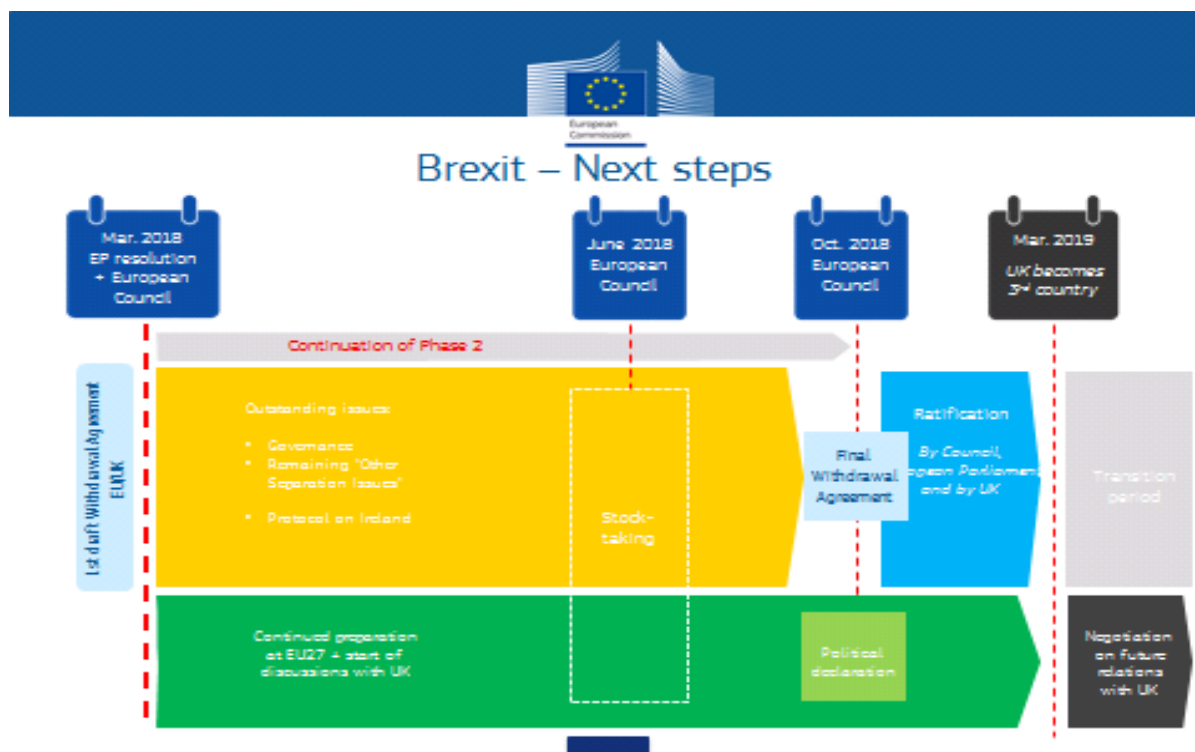 European
Commission
Brexit – Next steps
Mar. 2018
EP resolution
+ European
Council
June 2018
European
Council
Oct. 2018
European
Council
Mar. 2019
UK becomes
3rd country
Continuation of Phase 2
1st draft Withdrawal Agreement
EU/UK
Outstanding issues:
• Governance
• Remaining "Other
Separation Issues"
• Protocol on Ireland
Stock-
taking
Final
Withdrawal
Agreement
Ratification
By Council,
opean Parliament
and by UK
Transition
period
Continued preparation
at EU27 + start of
discussions with UK
Political
declaration
Negotiation
on future
relations
with UK